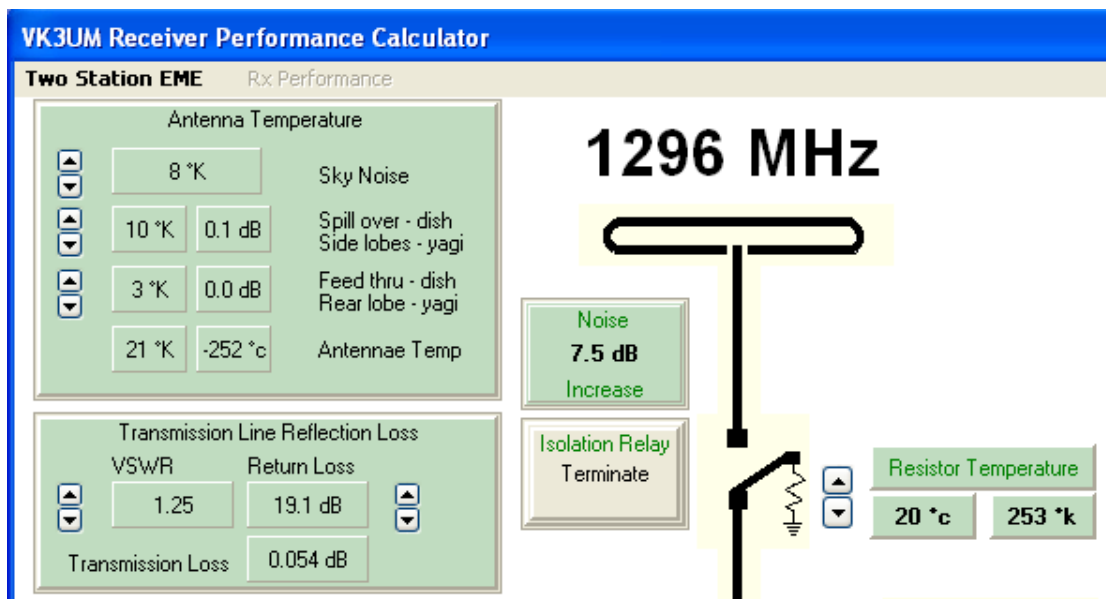 VK3UM Receiver Performance Calculator
Two Station EME Rx Performance
Antenna Temperature
8 °K Sky Noise
10 °K 0.1 dB Spill over - dish
Side lobes - yagi
3 °K 0.0 dB Feed thru - dish
Rear lobe - yagi
21 °K -252 °c Antennae Temp
1296 MHz
Noise
7.5 dB
Increase
Transmission Line Reflection Loss
VSWR Return Loss
1.25 19.1 dB
Transmission Loss 0.054 dB
Isolation Relay
Terminate
Resistor Temperature
20 °c 253 °k